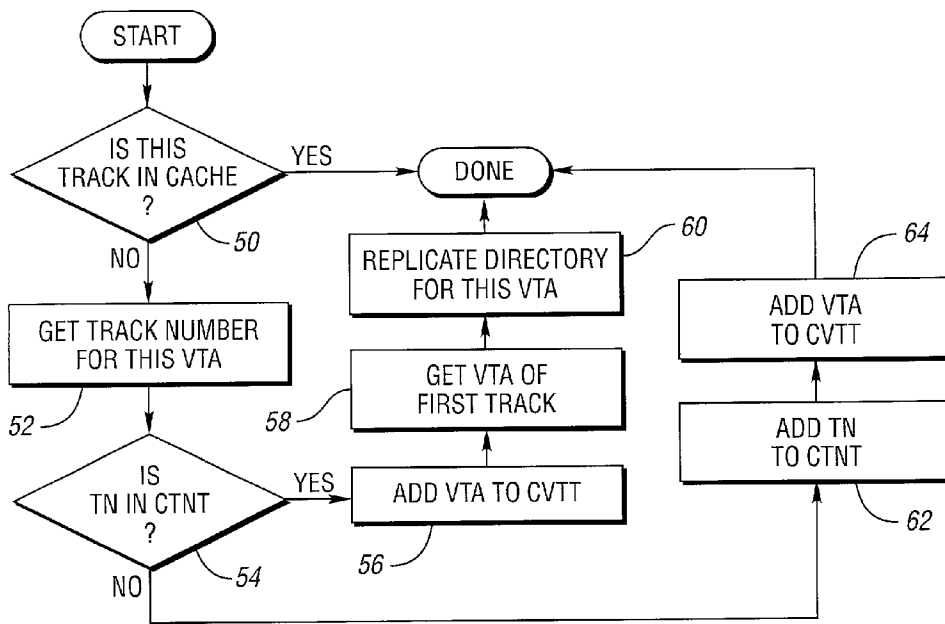 START
IS THIS
TRACK IN CACHE
?
50
YES
NO
DONE
GET TRACK NUMBER
FOR THIS VTA
52
IS
TN IN CTNT
?
54
YES
NO
ADD VTA TO CVTT
56
GET VTA OF
FIRST TRACK
58
REPLICATE DIRECTORY
FOR THIS VTA
60
ADD TN
TO CTNT
62
ADD VTA
TO CVTT
64